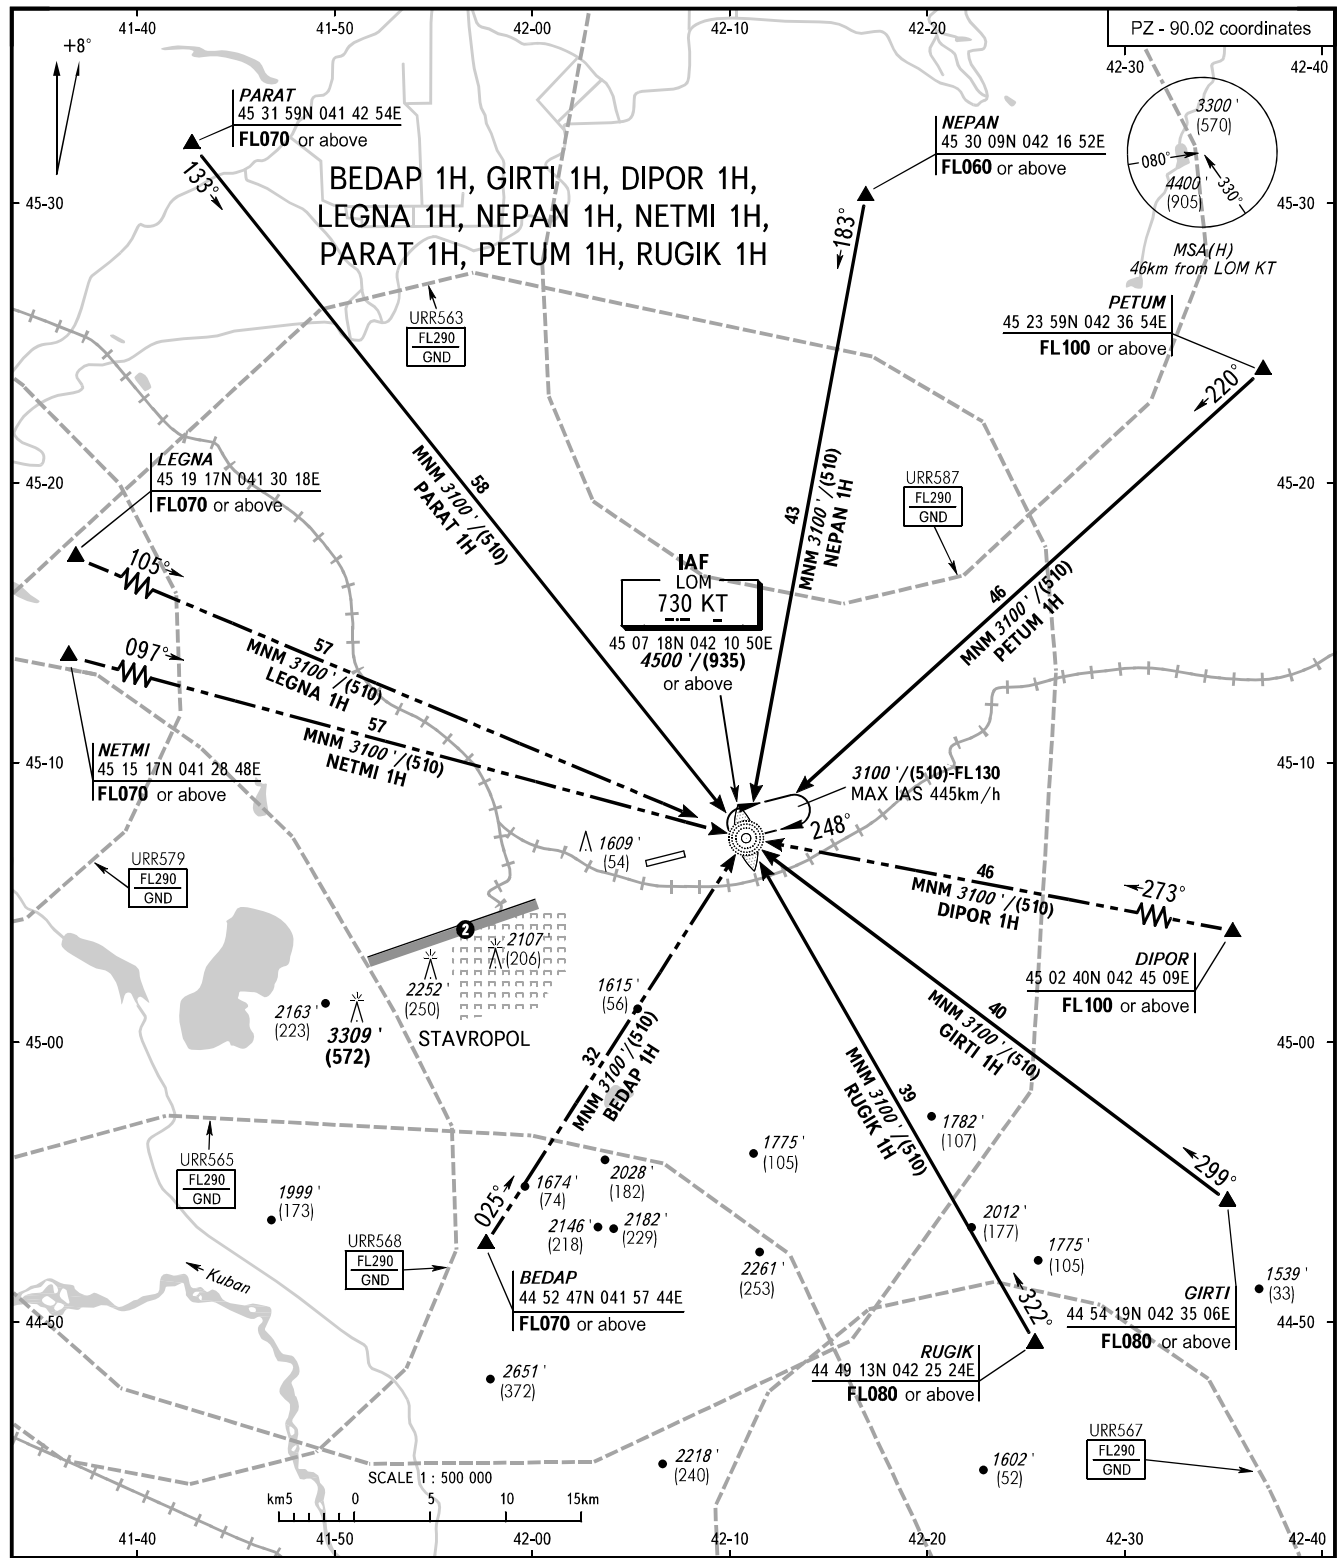 41-40
41-50
42-00
42-10
42-20
PZ - 90.02 coordinates
42-30
42-40
+8°
PARAT
45 31 59N 041 42 54E
FL070 or above
133°
BEDAP 1H, GIRTI 1H, DIPOR 1H,
LEGNA 1H, NEPAN 1H, NETMI 1H,
PARAT 1H, PETUM 1H, RUGIK 1H
NEPAN
45 30 09N 042 16 52E
FL060 or above
183°
3300 '
(570)
080°
4400 '
(905)
330°
MSA(H)
46km from LOM KT
45-30
45-30
URR563
FL290
GND
PETUM
45 23 59N 042 36 54E
FL100 or above
220°
LEGNA
45 19 17N 041 30 18E
FL070 or above
105°
45-20
45-20
58
MNM 3100 '/(510)
PARAT 1H
43
MNM 3100 '/(510)
NEPAN 1H
URR587
FL290
GND
IAF
LOM
730 KT
45 07 18N 042 10 50E
4500 '/(935)
or above
46
MNM 3100 '/(510)
PETUM 1H
57
MNM 3100 '/(510)
LEGNA 1H
097°
57
MNM 3100 '/(510)
NETMI 1H
NETMI
45 15 17N 041 28 48E
FL070 or above
45-10
45-10
3100 '/(510)-FL130
MAX IAS 445km/h
248°
1609 '
(54)
URR579
FL290
GND
46
MNM 3100 '/(510)
DIPOR 1H
273°
DIPOR
45 02 40N 042 45 09E
FL100 or above
2
2107 '
(206)
2252 '
(250)
STAVROPOL
2163 '
(223)
3309 '
(572)
1615 '
(56)
45-00
45-00
32
MNM 3100 '/(510)
BEDAP 1H
40
MNM 3100 '/(510)
GIRTI 1H
39
MNM 3100 '/(510)
RUGIK 1H
1782 '
(107)
1775 '
(105)
URR565
FL290
GND
1999 '
(173)
025°
1674 '
(74)
2028 '
(182)
2146 '
(218)
2182 '
(229)
299°
2012 '
(177)
1775 '
(105)
2261 '
(253)
URR568
FL290
GND
Kuban
BEDAP
44 52 47N 041 57 44E
FL070 or above
322°
GIRTI
44 54 19N 042 35 06E
FL080 or above
1539 '
(33)
44-50
44-50
RUGIK
44 49 13N 042 25 24E
FL080 or above
2651 '
(372)
2218 '
(240)
1602 '
(52)
URR567
FL290
GND
SCALE 1 : 500 000
km5 0 5 10 15km
41-40
41-50
42-00
42-10
42-20
42-30
42-40